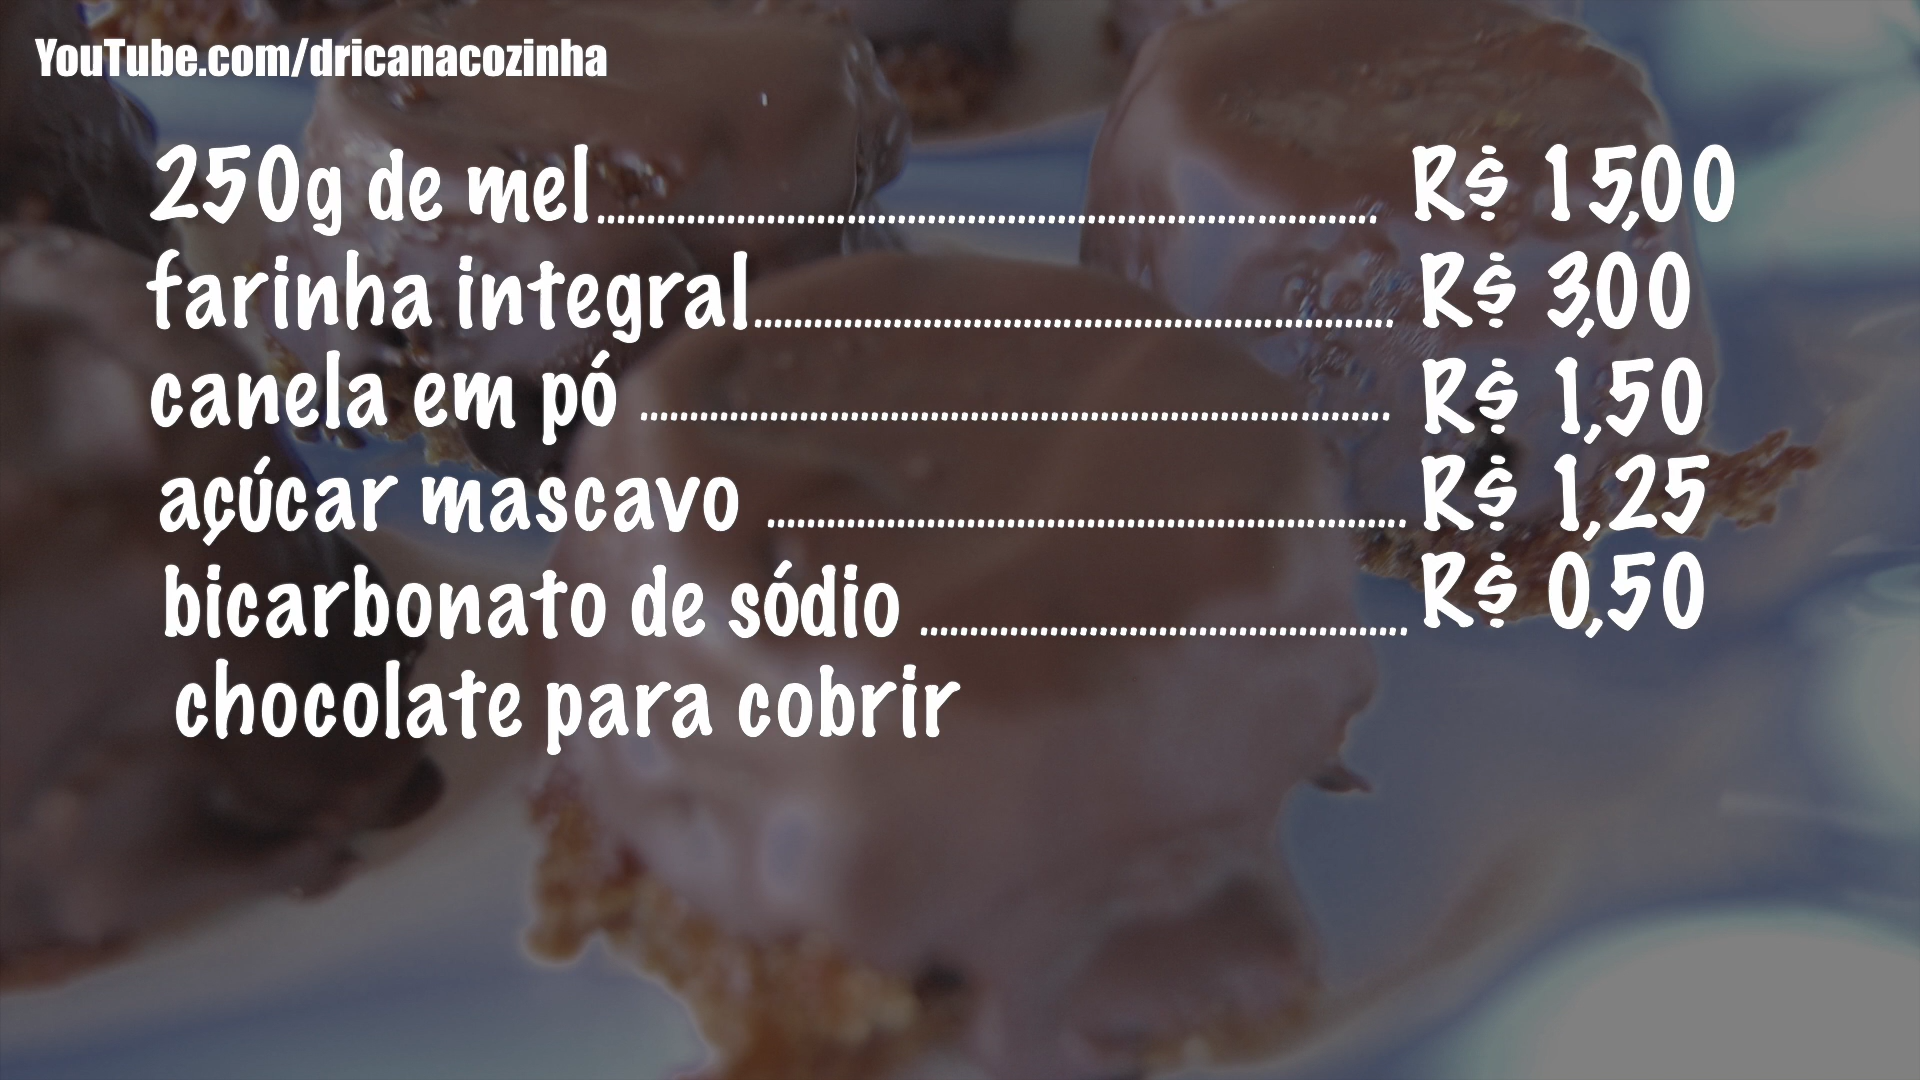 YouTube.com/dricanacozinha
250g de mel............................................................................ R$ 15,00
farinha integral............................................................... R$ 3,00
canela em pó ......................................................................... R$ 1,50
açúcar mascavo ............................................................... R$ 1,25
bicarbonato de sódio ................................................ R$ 0,50
chocolate para cobrir